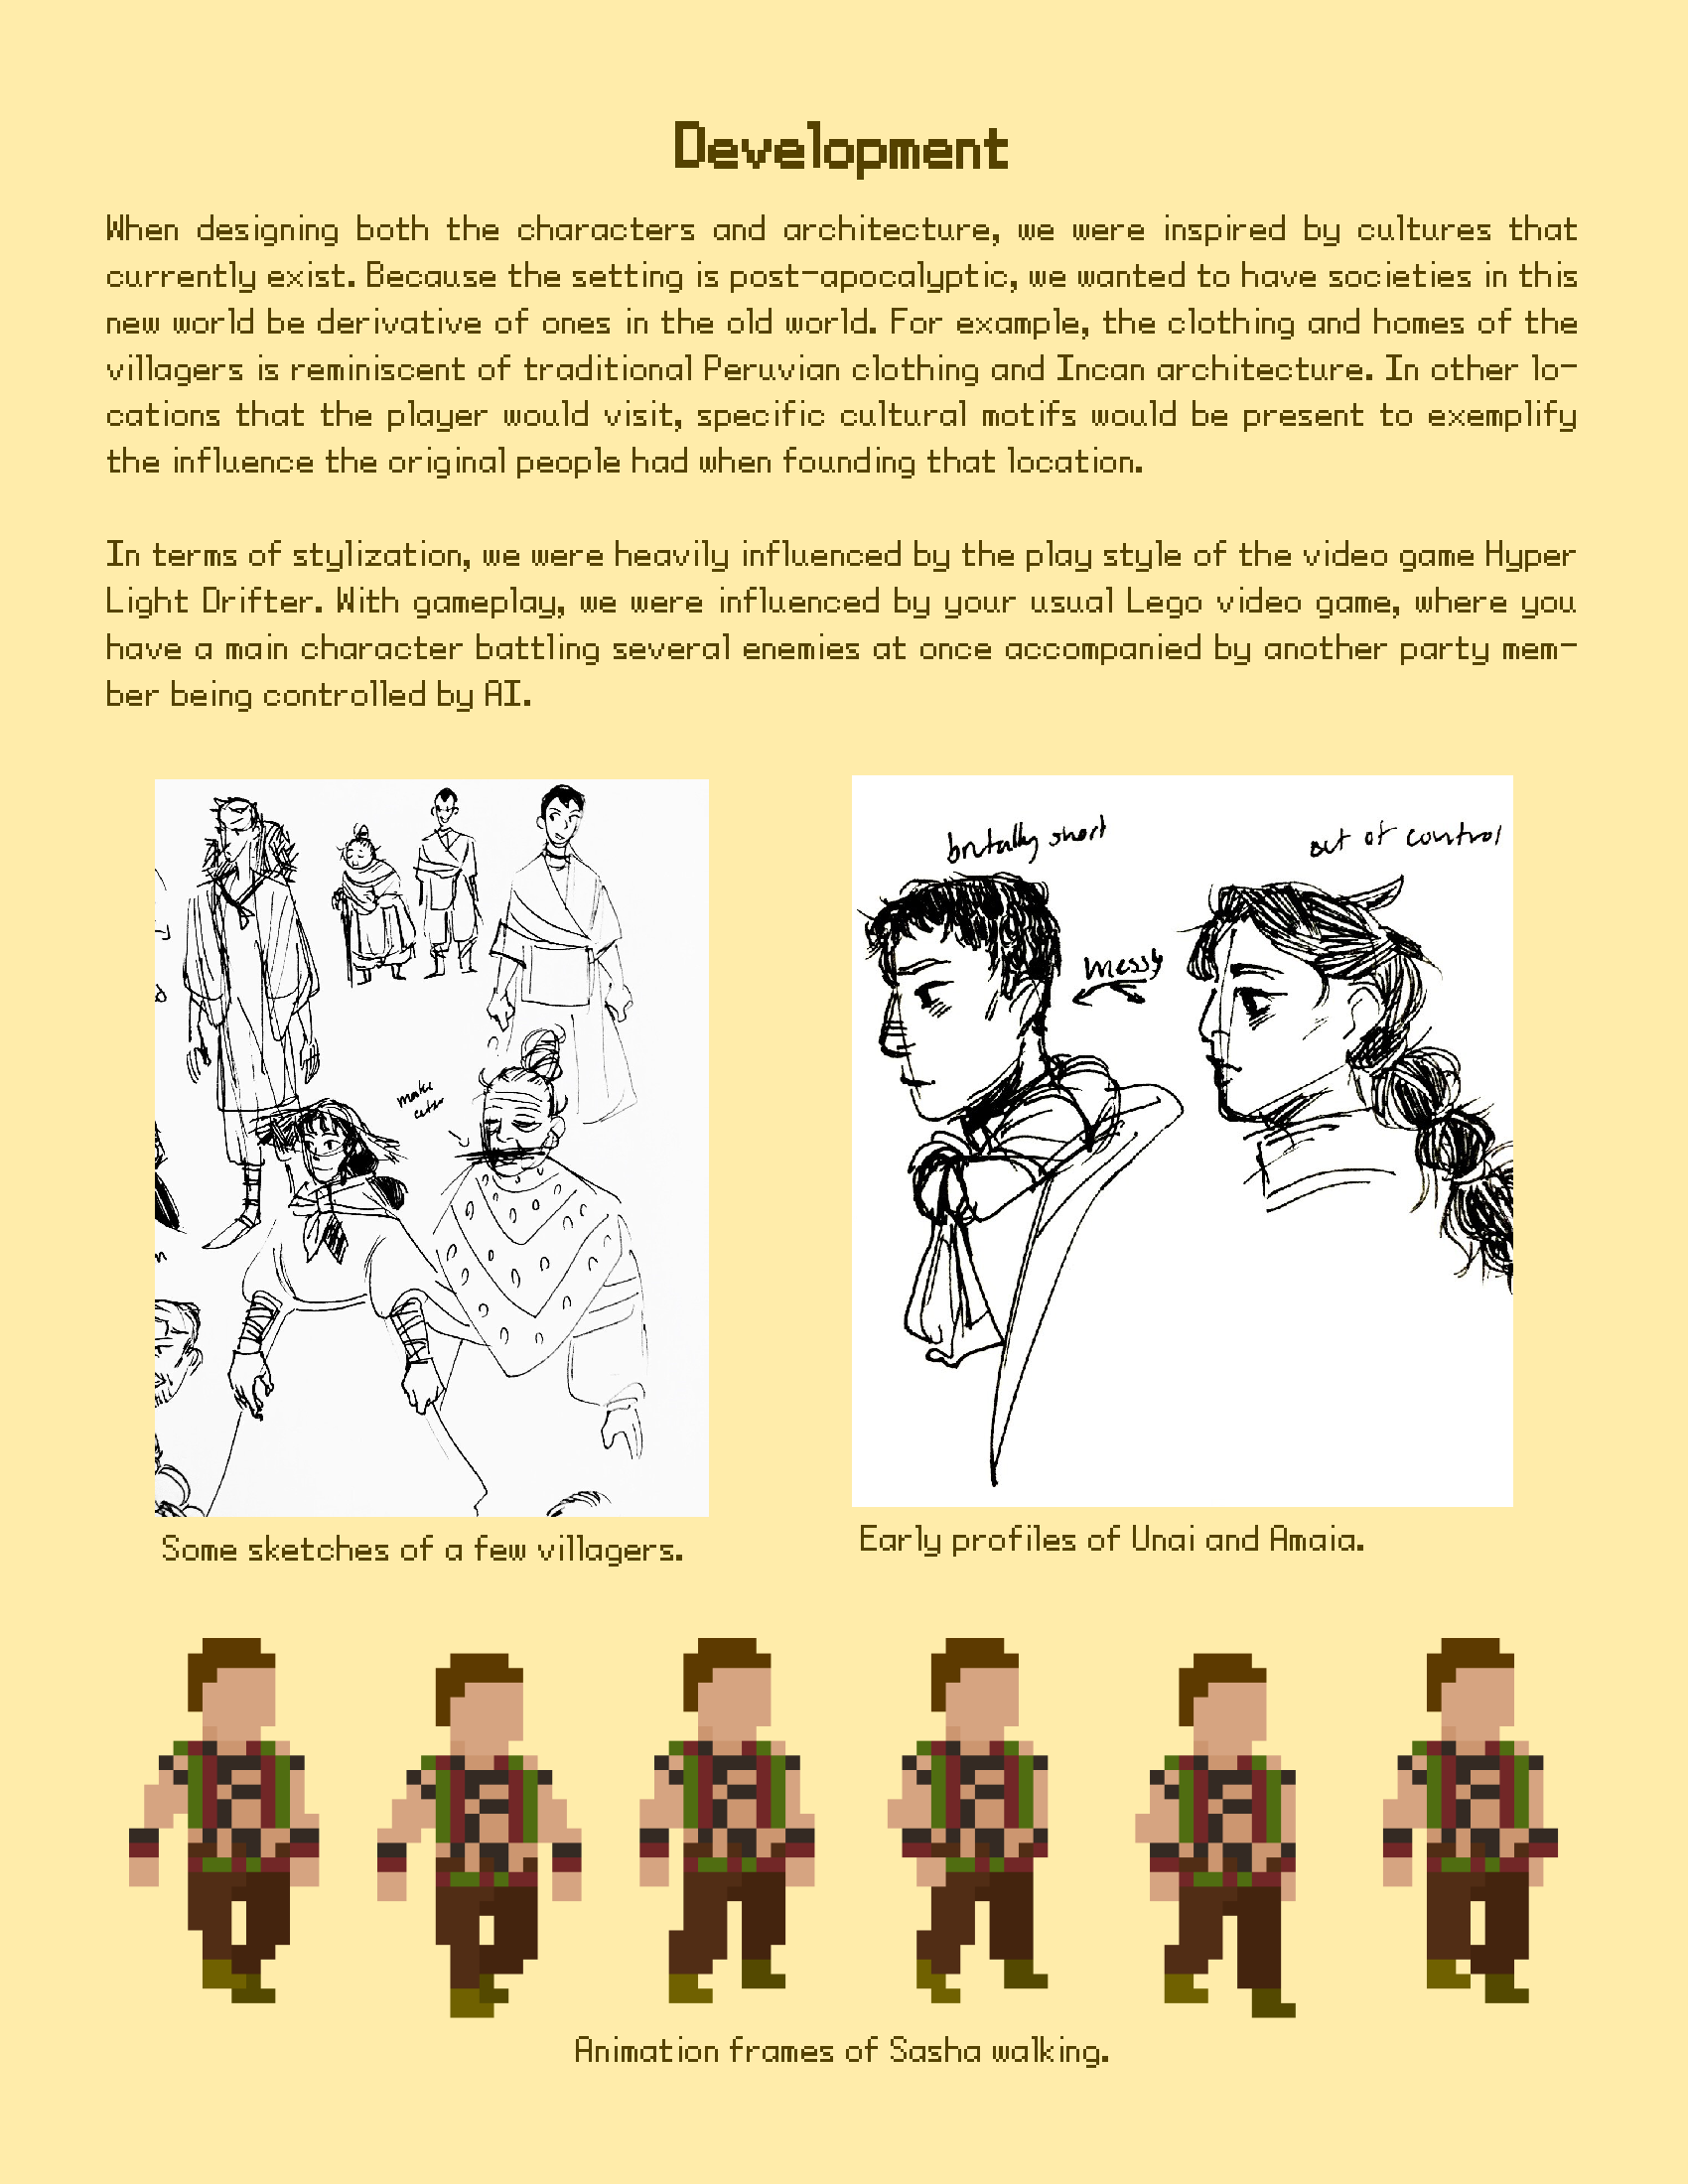 Development
When designing both the characters and architecture, we were inspired by cultures that
currently exist. Because the setting is post-apocalyptic, we wanted to have societies in this
new world be derivative of ones in the old world. For example, the clothing and homes of the
villagers is reminiscent of traditional Peruvian clothing and Incan architecture. In other lo-
cations that the player would visit, specific cultural motifs would be present to exemplify
the influence the original people had when founding that location.
In terms of stylization, we were heavily influenced by the play style of the video game Hyper
Light Drifter. With gameplay, we were influenced by your usual Lego video game, where you
have a main character battling several enemies at once accompanied by another party mem-
ber being controlled by AI.
brutally short
out of control
messy
make
Some sketches of a few villagers.
Early profiles of Unai and Amaia.
Animation frames of Sasha walking.